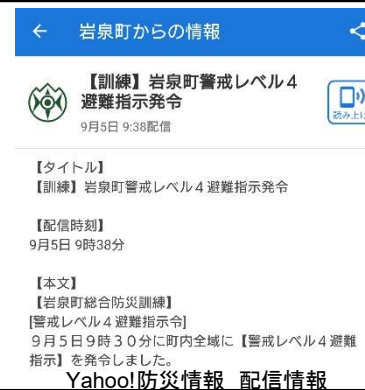 岩泉町からの情報
【訓練】岩泉町警戒レベル4
避難指示発令
9月5日 9:38配信
読み上げ
【タイトル】
【訓練】岩泉町警戒レベル4避難指示発令
【配信時刻】
9月5日 9時38分
【本文】
【岩泉町総合防災訓練】
[警戒レベル4避難指示令]
9月5日9時30分に町内全域に【警戒レベル4避難
指示】を発令しました。
Yahoo!防災情報 配信情報